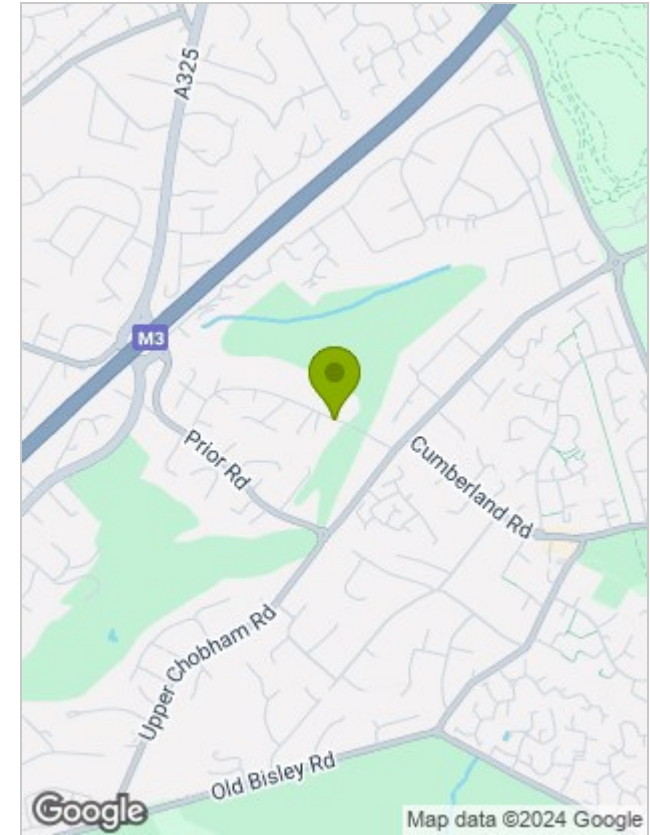 A325
M3
Prior Rd
Cumberland Rd
Upper Chobham Rd
Old Bisley Rd
Google
Map data ©2024 Google